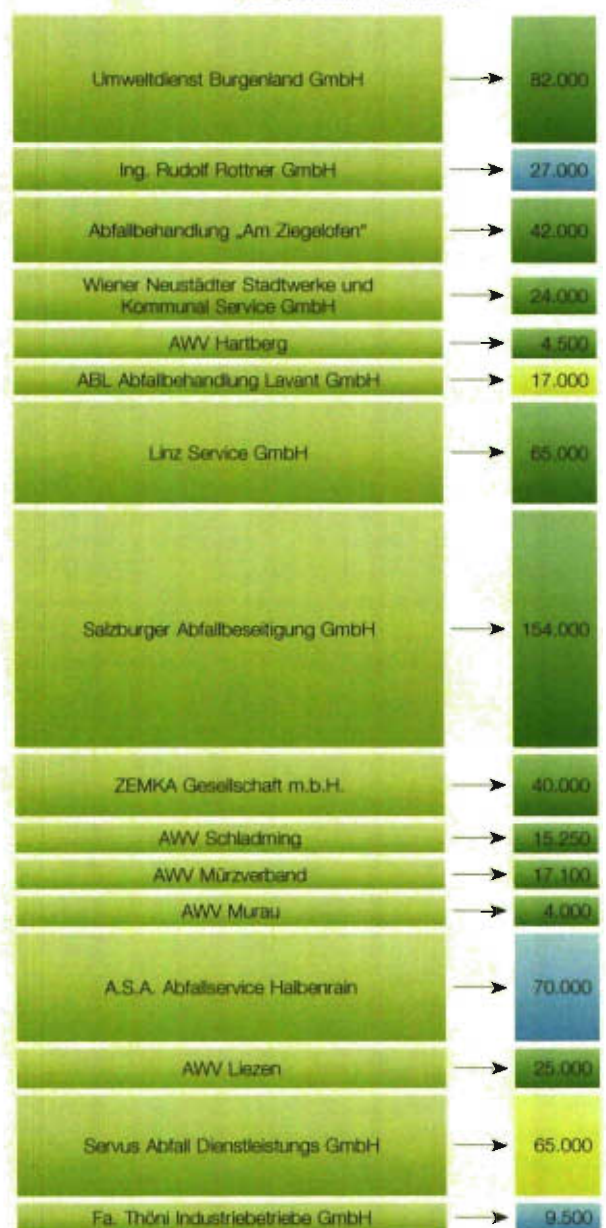 Umweltdienst Burgenland GmbH 82.000
Ing. Rudolf Rottner GmbH 27.000
Abfallbehandlung „Am Ziegelofen“ 42.000
Wiener Neustädter Stadtwerke und
Kommunal Service GmbH 24.000
AWV Hartberg 4.500
ABL Abfallbehandlung Lavant GmbH 17.000
Linz Service GmbH 65.000
Salzburger Abfallbeseitigung GmbH 154.000
ZEMKA Gesellschaft m.b.H. 40.000
AWV Schladming 15.250
AWV Mürzverband 17.100
AWV Murau 4.000
A.S.A. Abfallservice Halbenrain 70.000
AWV Liezen 25.000
Servus Abfall Dienstleistungs GmbH 65.000
Fa. Thöni Industriebetriebe GmbH 9.500